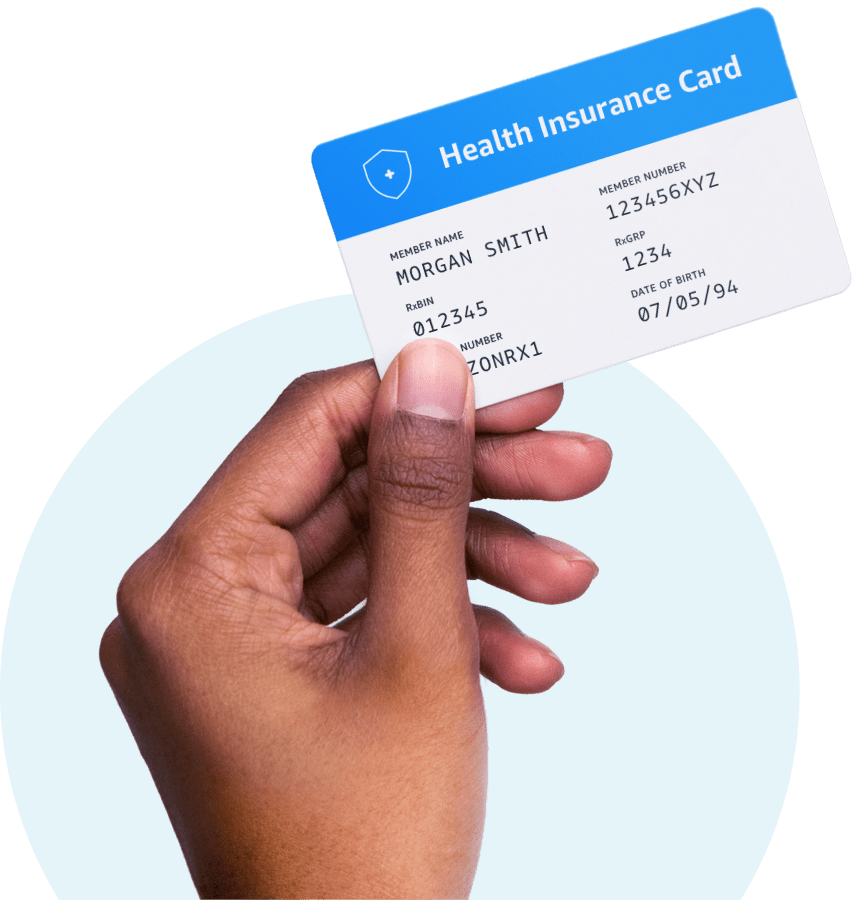 Health Insurance Card
MEMBER NAME
MORGAN SMITH
MEMBER NUMBER
123456XYZ
RxBIN
012345
RxGRP
1234
NUMBER
ZONRX1
DATE OF BIRTH
07/05/94